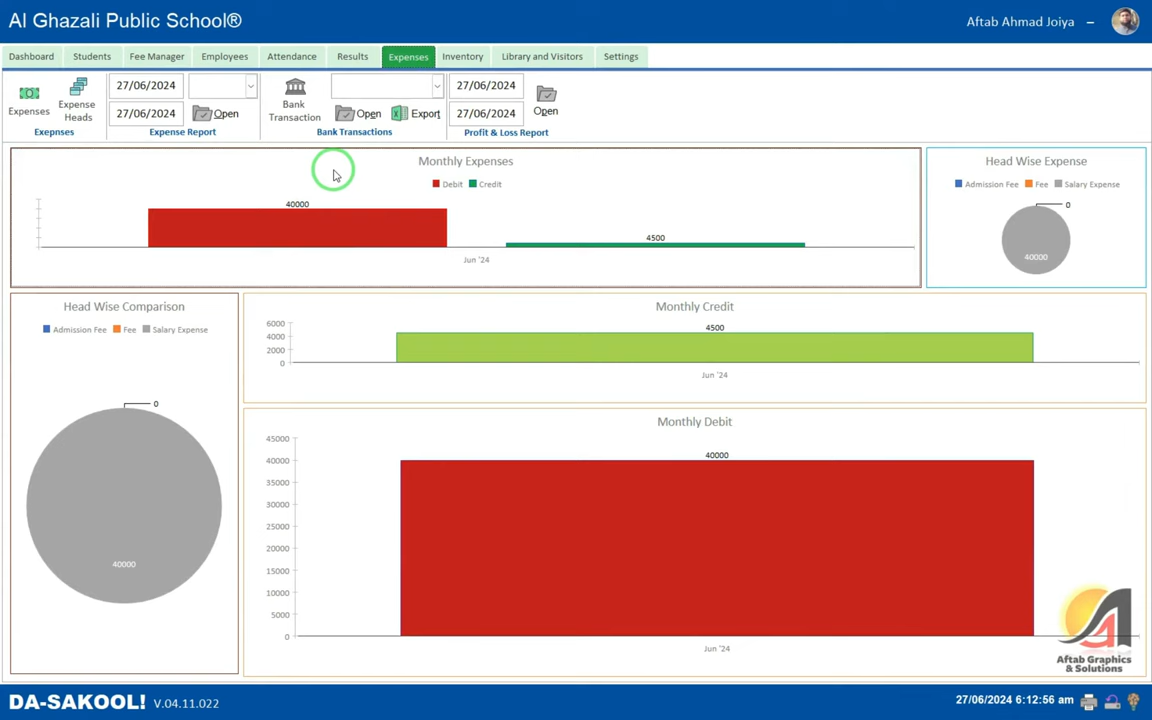 Al Ghazali Public School®
Aftab Ahmad Joiya
Dashboard Students Fee Manager Employees Attendance Results Expenses Inventory Library and Visitors Settings
Expenses
Expense Heads
Exepnses
27/06/2024
27/06/2024
Open
Expense Report
Bank Transaction
Open
Export
Bank Transactions
27/06/2024
27/06/2024
Open
Profit & Loss Report
Monthly Expenses
Debit Credit
40000
4500
Jun '24
Head Wise Expense
Admission Fee Fee Salary Expense
0
40000
Head Wise Comparison
Admission Fee Fee Salary Expense
0
40000
Monthly Credit
6000
4000
2000
0
4500
Jun '24
Monthly Debit
45000
40000
35000
30000
25000
20000
15000
10000
5000
0
40000
Jun '24
Aftab Graphics
& Solutions
DA-SAKOOL! V.04.11.022
27/06/2024 6:12:56 am